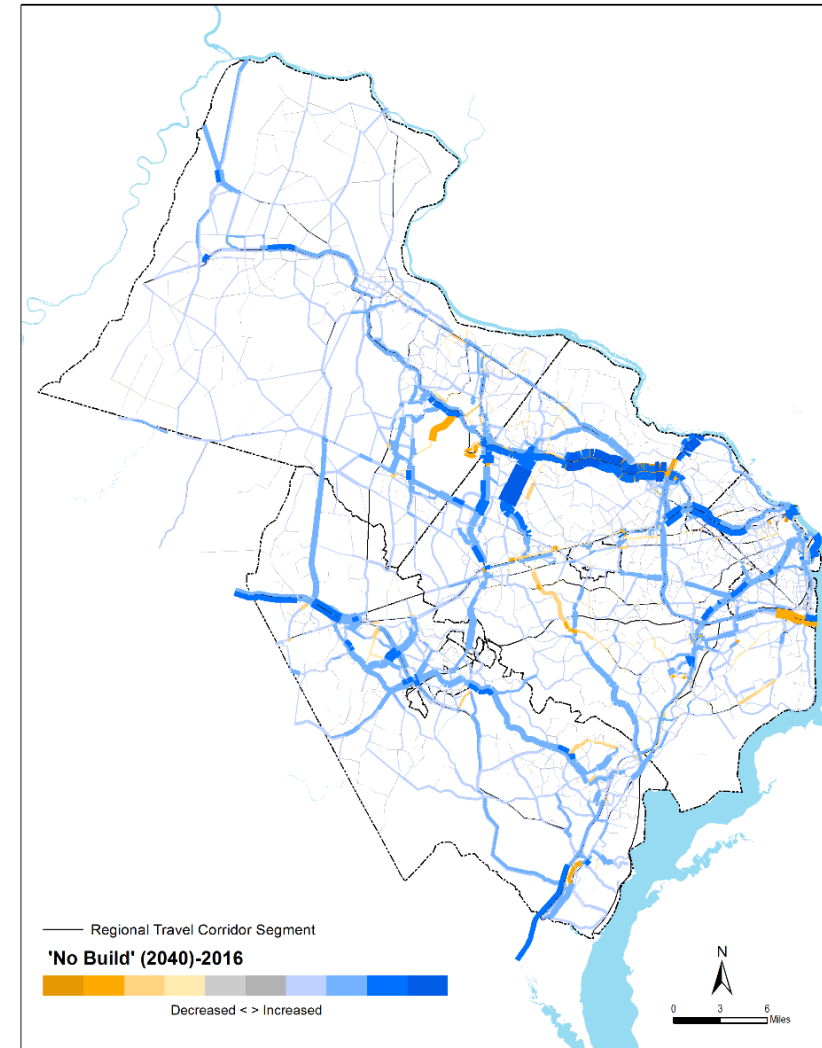 Regional Travel Corridor Segment
'No Build' (2040)-2016
Decreased < > Increased
N
0 3 6
Miles